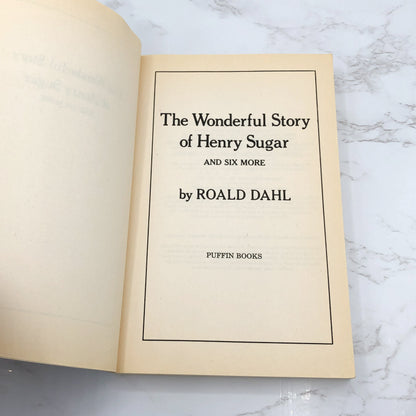 The Wonderful Story
of Henry Sugar
AND SIX MORE
by ROALD DAHL
PUFFIN BOOKS